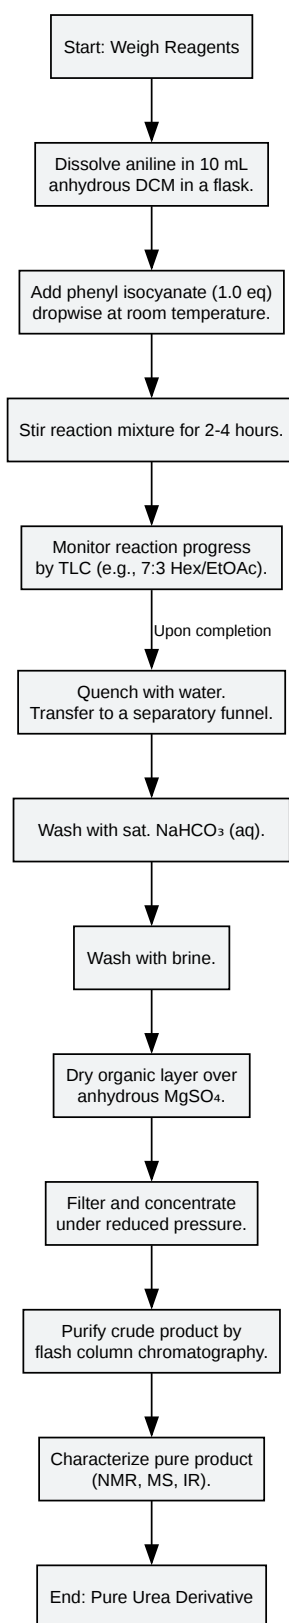 Start: Weigh Reagents
Dissolve aniline in 10 mL
anhydrous DCM in a flask.
Add phenyl isocyanate (1.0 eq)
dropwise at room temperature.
Stir reaction mixture for 2-4 hours.
Monitor reaction progress
by TLC (e.g., 7:3 Hex/EtOAc).
Upon completion
Quench with water.
Transfer to a separatory funnel.
Wash with sat. NaHCO₃ (aq).
Wash with brine.
Dry organic layer over
anhydrous MgSO₄.
Filter and concentrate
under reduced pressure.
Purify crude product by
flash column chromatography.
Characterize pure product
(NMR, MS, IR).
End: Pure Urea Derivative